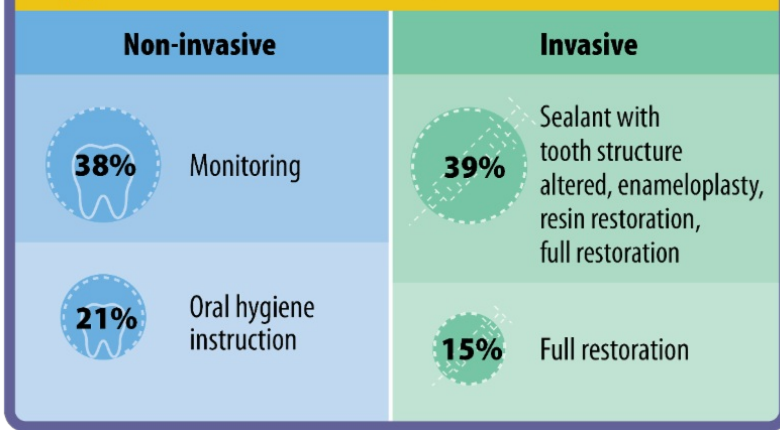 Non-invasive
38%
Monitoring
21%
Oral hygiene
instruction
Invasive
39%
Sealant with
tooth structure
altered, enameloplasty,
resin restoration,
full restoration
15%
Full restoration